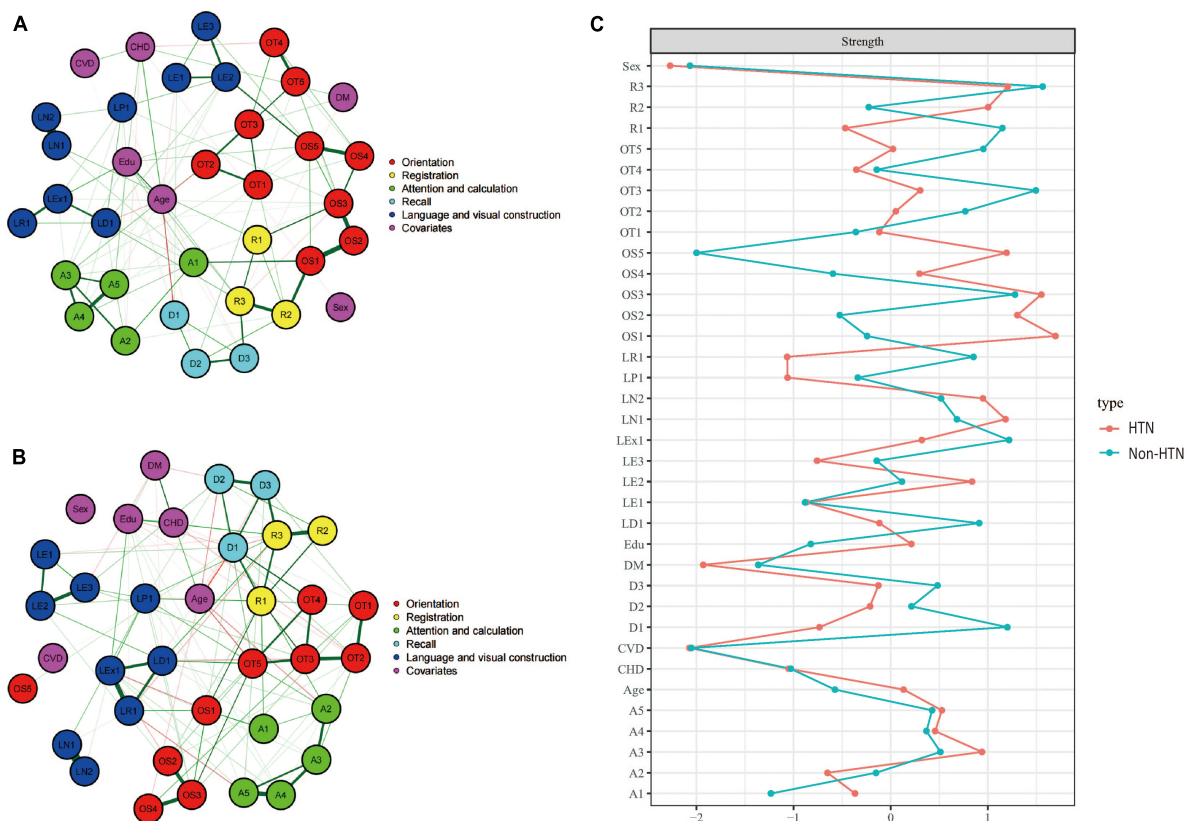 A
LE3
CHD
OT4
CVD
LE1
LE2
OT5
DM
LN2
LP1
OT3
LN1
OS5
OS4
Edu
OT2
OT1
Age
LEx1
OS3
LR1
LD1
R1
OS2
A1
OS1
A3
A5
R3
Sex
A4
D1
R2
A2
D2
D3
Orientation
Registration
Attention and calculation
Recall
Language and visual construction
Covariates
B
DM
D2
D3
Sex
Edu
CHD
R3
R2
D1
LE1
LE3
LE2
LP1
Age
R1
OT4
OT1
CVD
LEx1
LD1
OT5
OT3
OT2
OS5
LR1
OS1
A2
A1
LN1
LN2
OS2
A3
OS4
OS3
A5
A4
Orientation
Registration
Attention and calculation
Recall
Language and visual construction
Covariates
C
Strength
Sex
R3
R2
R1
OT5
OT4
OT3
OT2
OT1
OS5
OS4
OS3
OS2
OS1
LR1
LP1
LN2
LN1
LEx1
LE3
LE2
LE1
LD1
Edu
DM
D3
D2
D1
CVD
CHD
Age
A5
A4
A3
A2
A1
−2
−1
0
1
type
HTN
Non-HTN